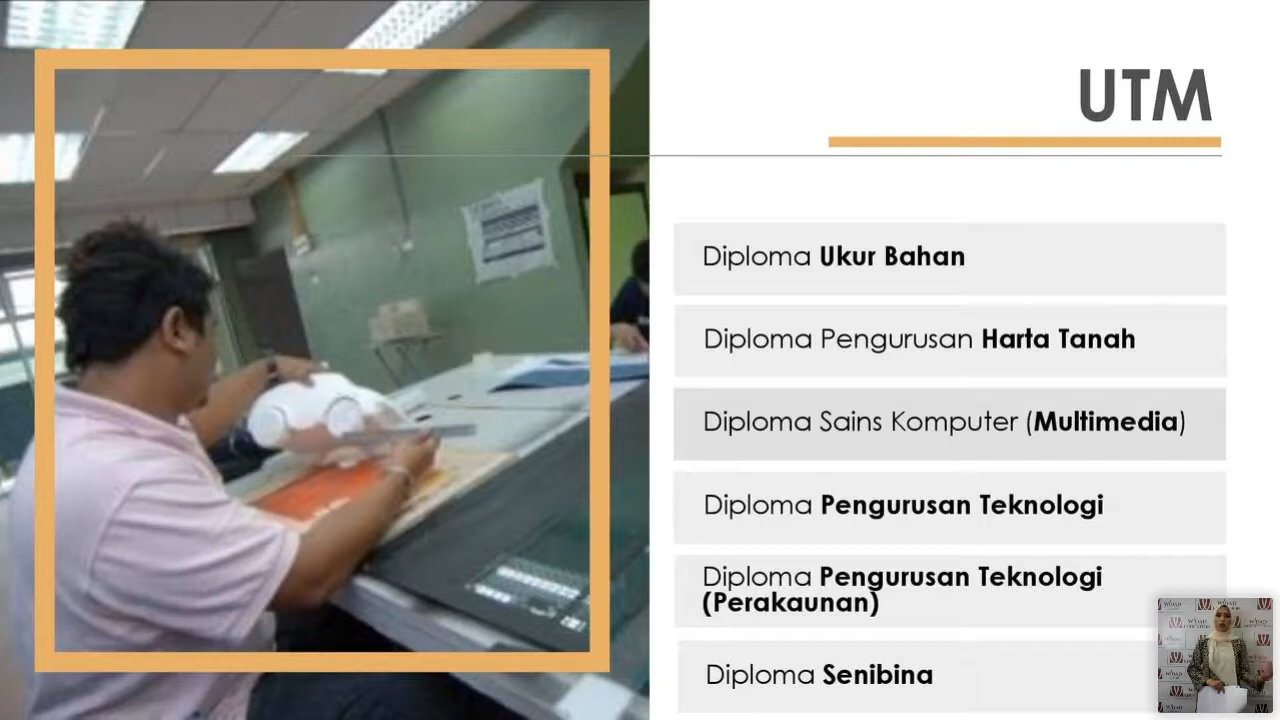 UTM
Diploma Ukur Bahan
Diploma Pengurusan Harta Tanah
Diploma Sains Komputer (Multimedia)
Diploma Pengurusan Teknologi
Diploma Pengurusan Teknologi
(Perakaunan)
Diploma Senibina